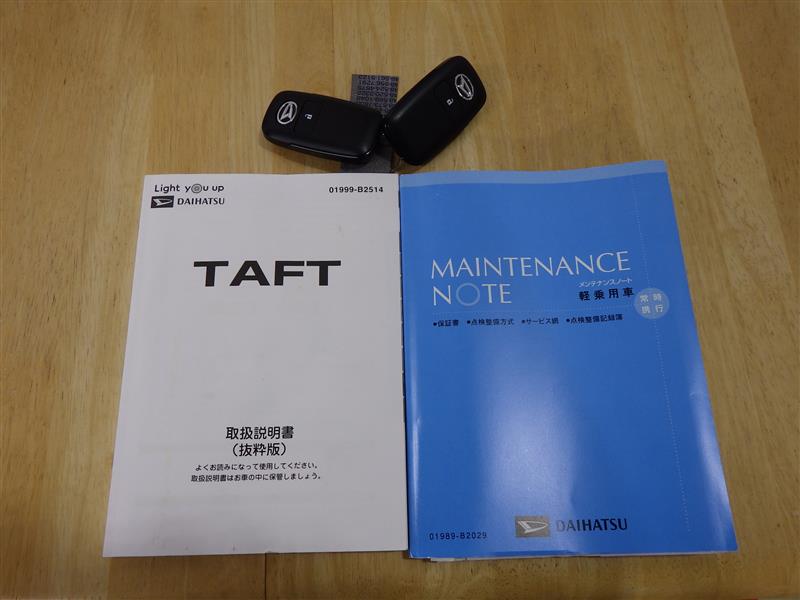 Light you up
DAIHATSU
01999-B2514
TAFT
取扱説明書
（抜粋版）
よくお読みになって使用してください。
取扱説明書はお車の中に保管しましょう。
MAINTENANCE
NOTE
メンテナンスノート
軽乗用車
常時
携行
●保証書 ●点検整備方式 ●サービス網 ●点検整備記録簿
01989-B2029
DAIHATSU